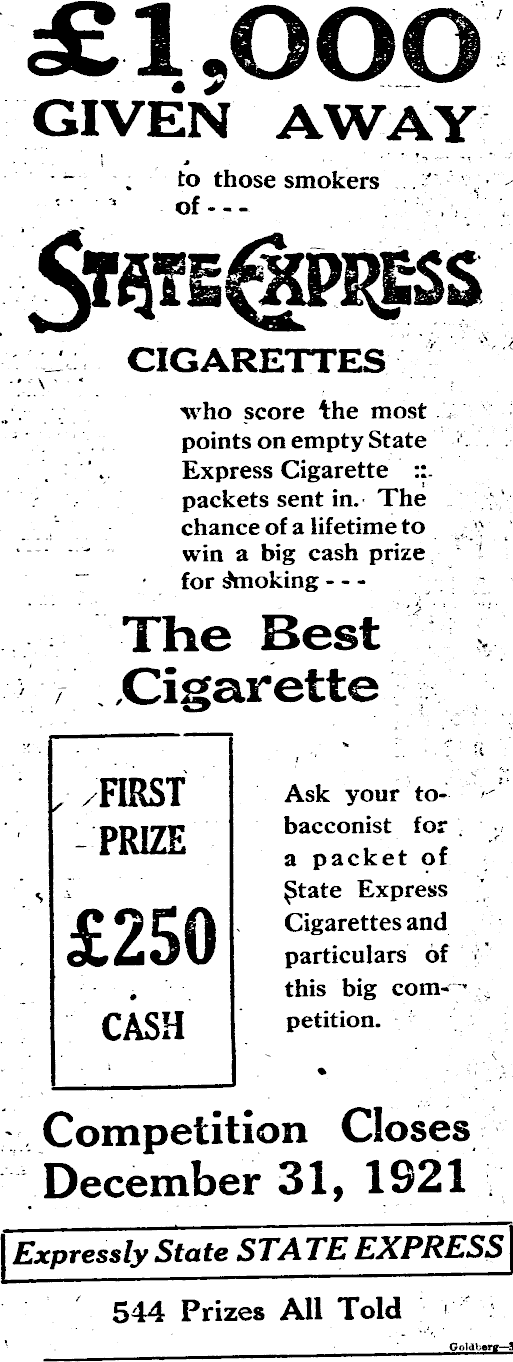 £1,000
GIVEN AWAY
to those smokers
of - - -
STATE EXPRESS
CIGARETTES
who score the most
points on empty State
Express Cigarette ::
packets sent in. The
chance of a lifetime to
win a big cash prize
for smoking - - -
The Best
Cigarette
FIRST
PRIZE
£250
CASH
Ask your to-
bacconist for
a packet of
State Express
Cigarettes and
particulars of
this big com-
petition.
Competition Closes
December 31, 1921
Expressly State STATE EXPRESS
544 Prizes All Told
Goldberg—3